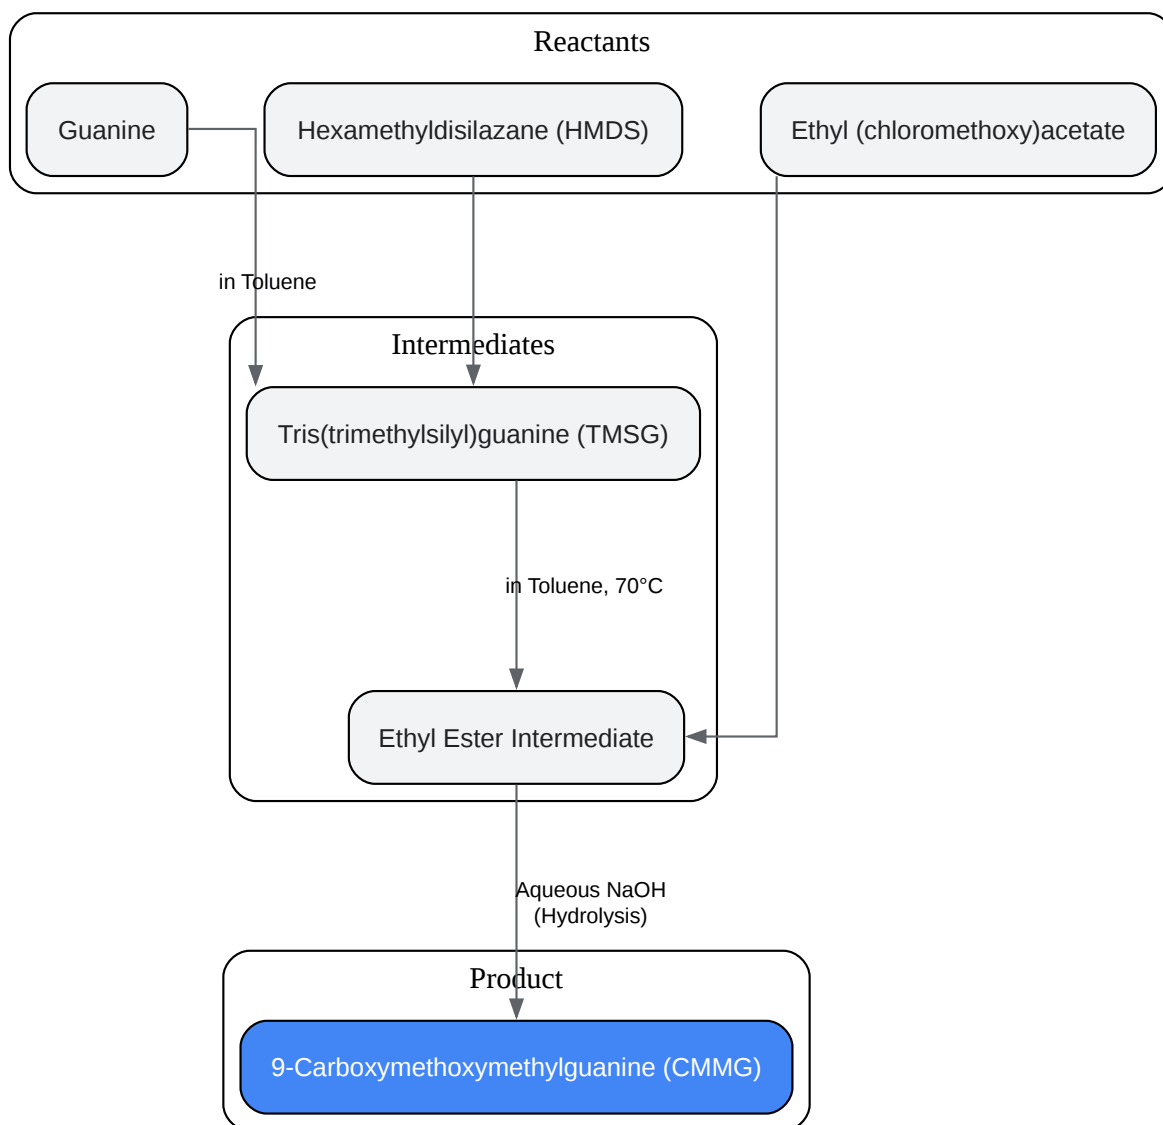 Reactants
Guanine
Hexamethyldisilazane (HMDS)
Ethyl (chloromethoxy)acetate
in Toluene
Intermediates
Tris(trimethylsilyl)guanine (TMSG)
in Toluene, 70°C
Ethyl Ester Intermediate
Aqueous NaOH
(Hydrolysis)
Product
9-Carboxymethoxymethylguanine (CMMG)